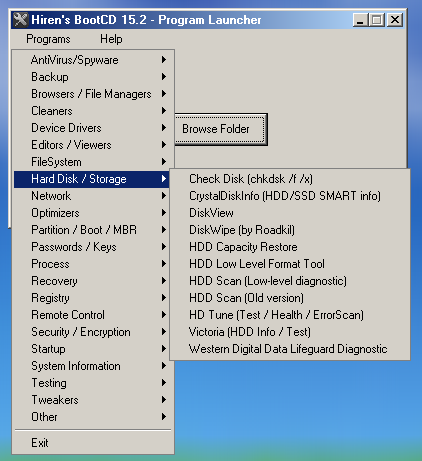 Hiren's BootCD 15.2 - Program Launcher
Programs Help
AntiVirus/Spyware
Backup
Browsers / File Managers
Cleaners
Device Drivers
Editors / Viewers
FileSystem
Hard Disk / Storage
Network
Optimizers
Partition / Boot / MBR
Passwords / Keys
Process
Recovery
Registry
Remote Control
Security / Encryption
Startup
System Information
Testing
Tweakers
Other
Exit
Browse Folder
Check Disk (chkdsk /f /x)
CrystalDiskInfo (HDD/SSD SMART info)
DiskView
DiskWipe (by Roadkil)
HDD Capacity Restore
HDD Low Level Format Tool
HDD Scan (Low-level diagnostic)
HDD Scan (Old version)
HD Tune (Test / Health / ErrorScan)
Victoria (HDD Info / Test)
Western Digital Data Lifeguard Diagnostic